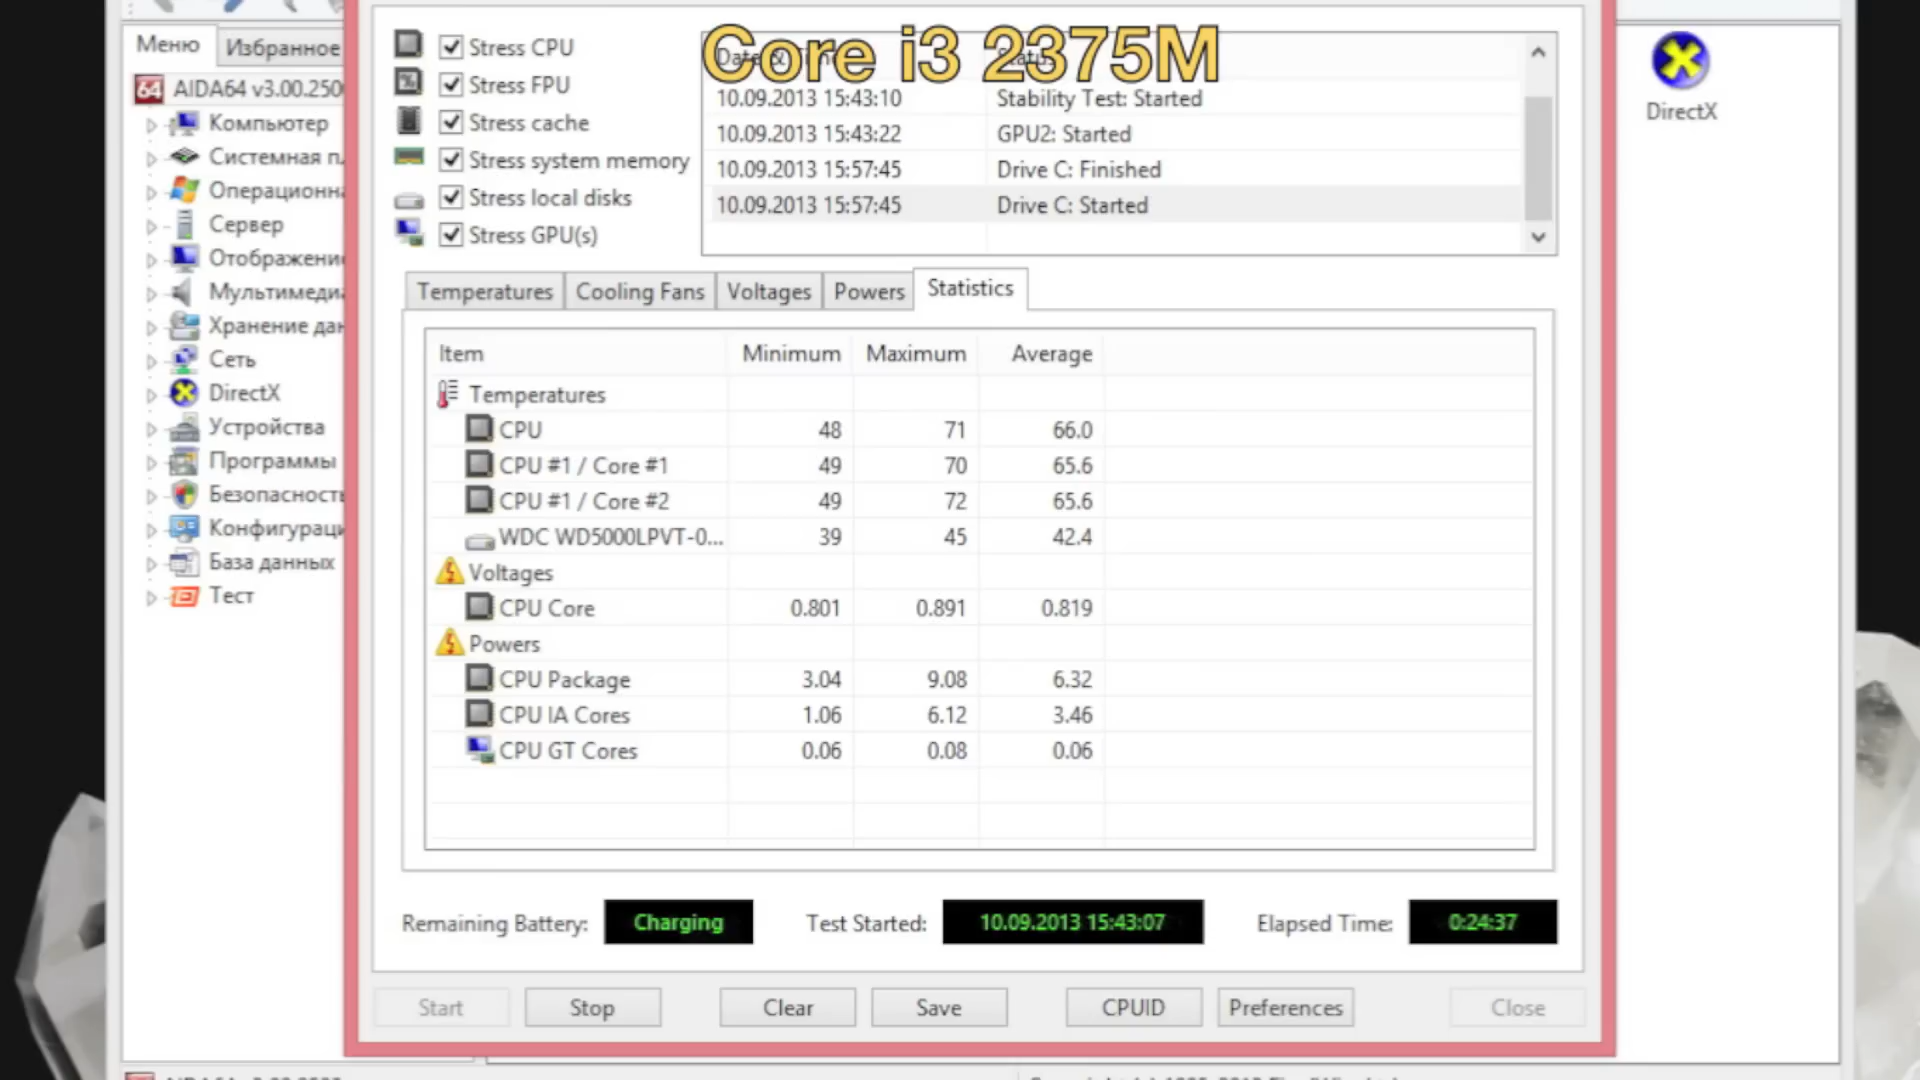 Core i3 2375M
Меню
Избранное
AIDA64 v3.00.250
Компьютер
Системная п
Операционн
Сервер
Отображени
Мультимеди
Хранение дан
Сеть
DirectX
Устройства
Программы
Безопасность
Конфигураци
База данных
Тест
Stress CPU
Stress FPU
Stress cache
Stress system memory
Stress local disks
Stress GPU(s)
10.09.2013 15:43:10 Stability Test: Started
10.09.2013 15:43:22 GPU2: Started
10.09.2013 15:57:45 Drive C: Finished
10.09.2013 15:57:45 Drive C: Started
DirectX
Temperatures Cooling Fans Voltages Powers Statistics
Item Minimum Maximum Average
Temperatures
CPU 48 71 66.0
CPU #1 / Core #1 49 70 65.6
CPU #1 / Core #2 49 72 65.6
WDC WD5000LPVT-0... 39 45 42.4
Voltages
CPU Core 0.801 0.891 0.819
Powers
CPU Package 3.04 9.08 6.32
CPU IA Cores 1.06 6.12 3.46
CPU GT Cores 0.06 0.08 0.06
Remaining Battery: Charging Test Started: 10.09.2013 15:43:07 Elapsed Time: 0:24:37
Start Stop Clear Save CPUID Preferences Close